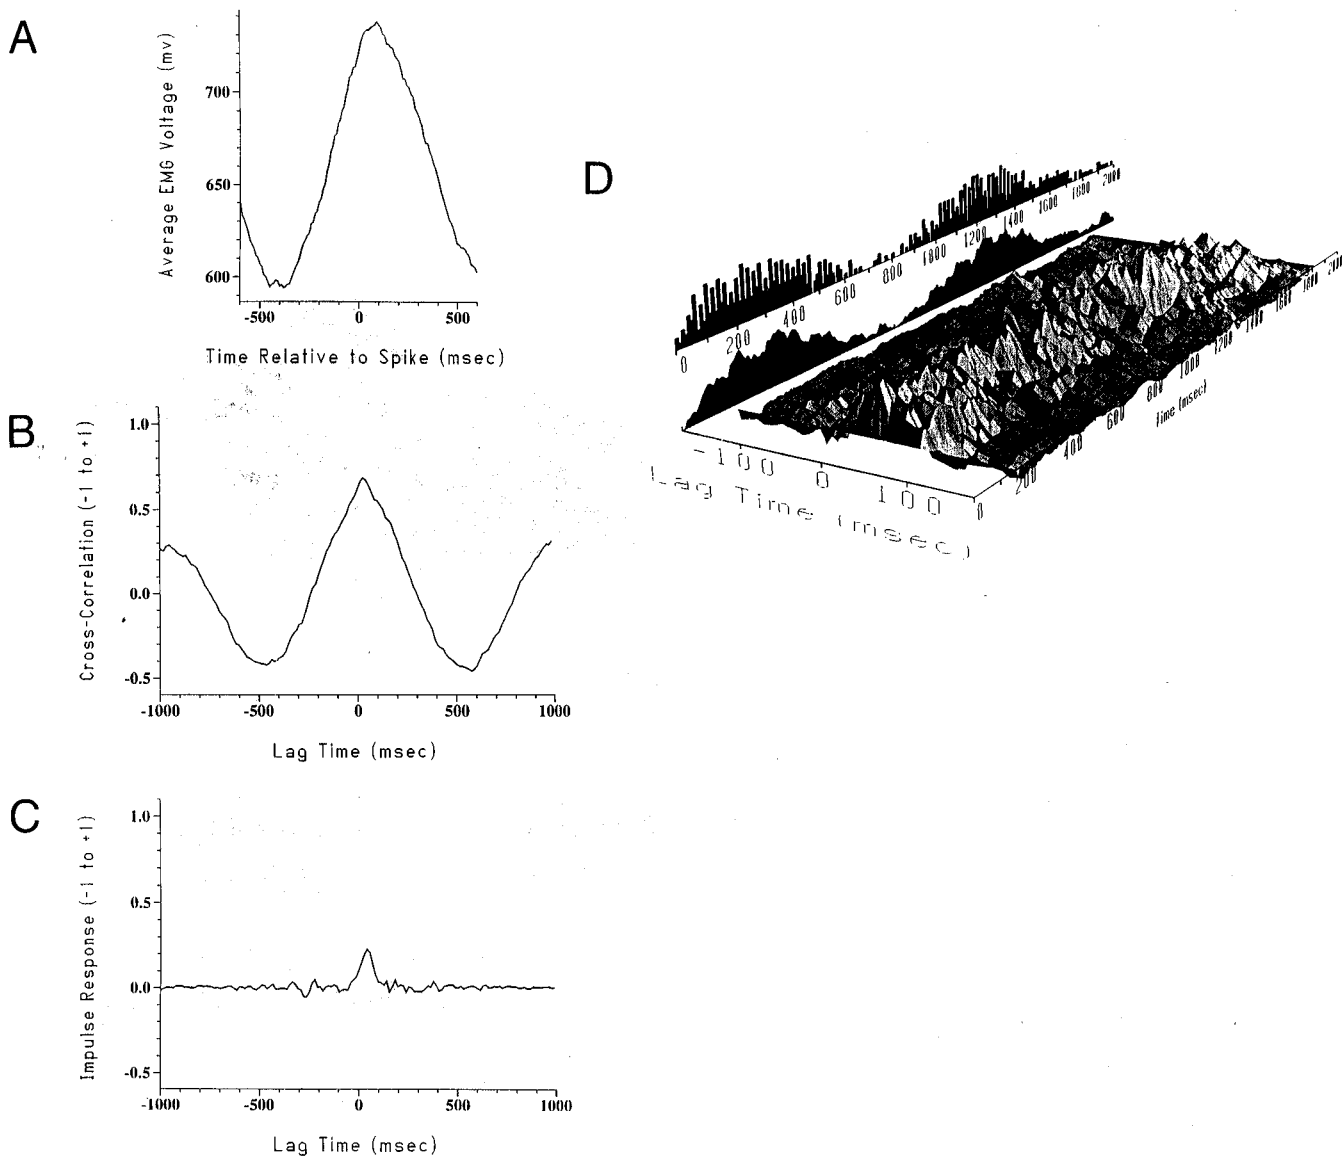 A
Average EMG Voltage (mv)
700
650
600
-500 0 500
Time Relative to Spike (msec)
B
Cross-Correlation (-1 to +1)
1.0
0.5
0.0
-0.5
-1000 -500 0 500 1000
Lag Time (msec)
C
Impulse Response (-1 to +1)
1.0
0.5
0.0
-0.5
-1000 -500 0 500 1000
Lag Time (msec)
D
0 200 400 600 800 1000 1200 1400 1600 1800 2000
-100 0 100
Lag Time (msec)
0 200 400 600 800 1000 1200 1400 1600 1800
Time (msec)